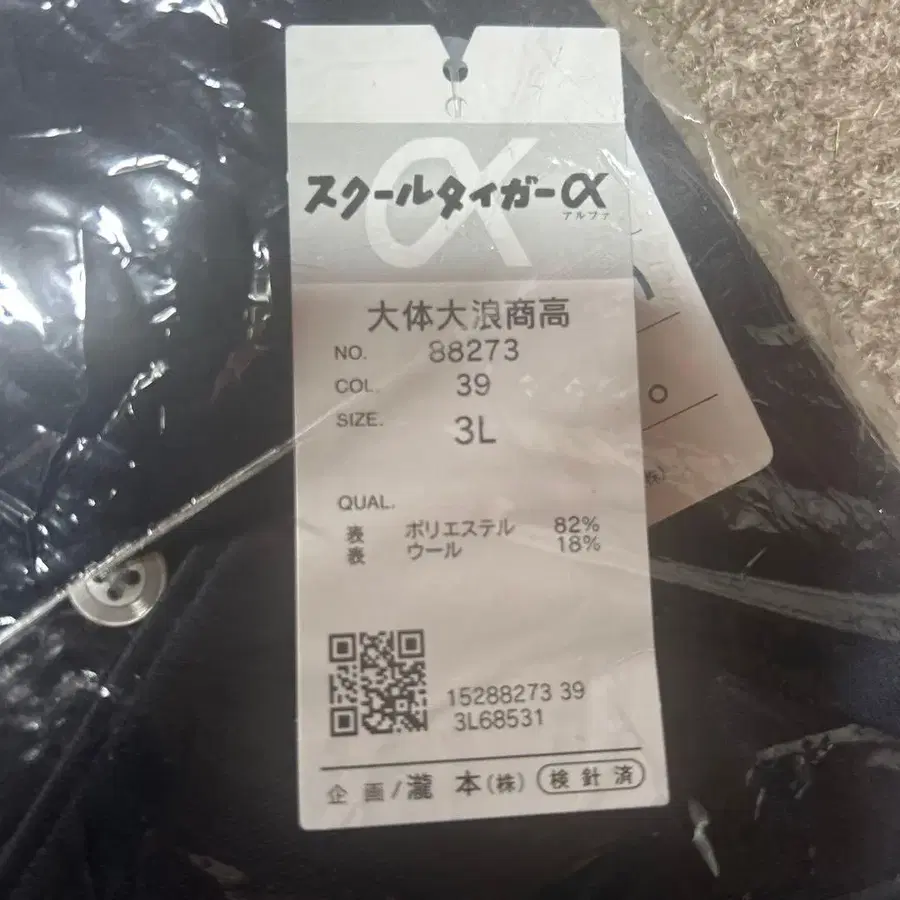 スクールタイガーα
アルファ
大体大浪商高
NO. 88273
COL. 39
SIZE. 3L
QUAL.
表 ポリエステル 82%
表 ウール 18%
15288273 39
3L68531
企画/瀧本(株) 検針済
株)